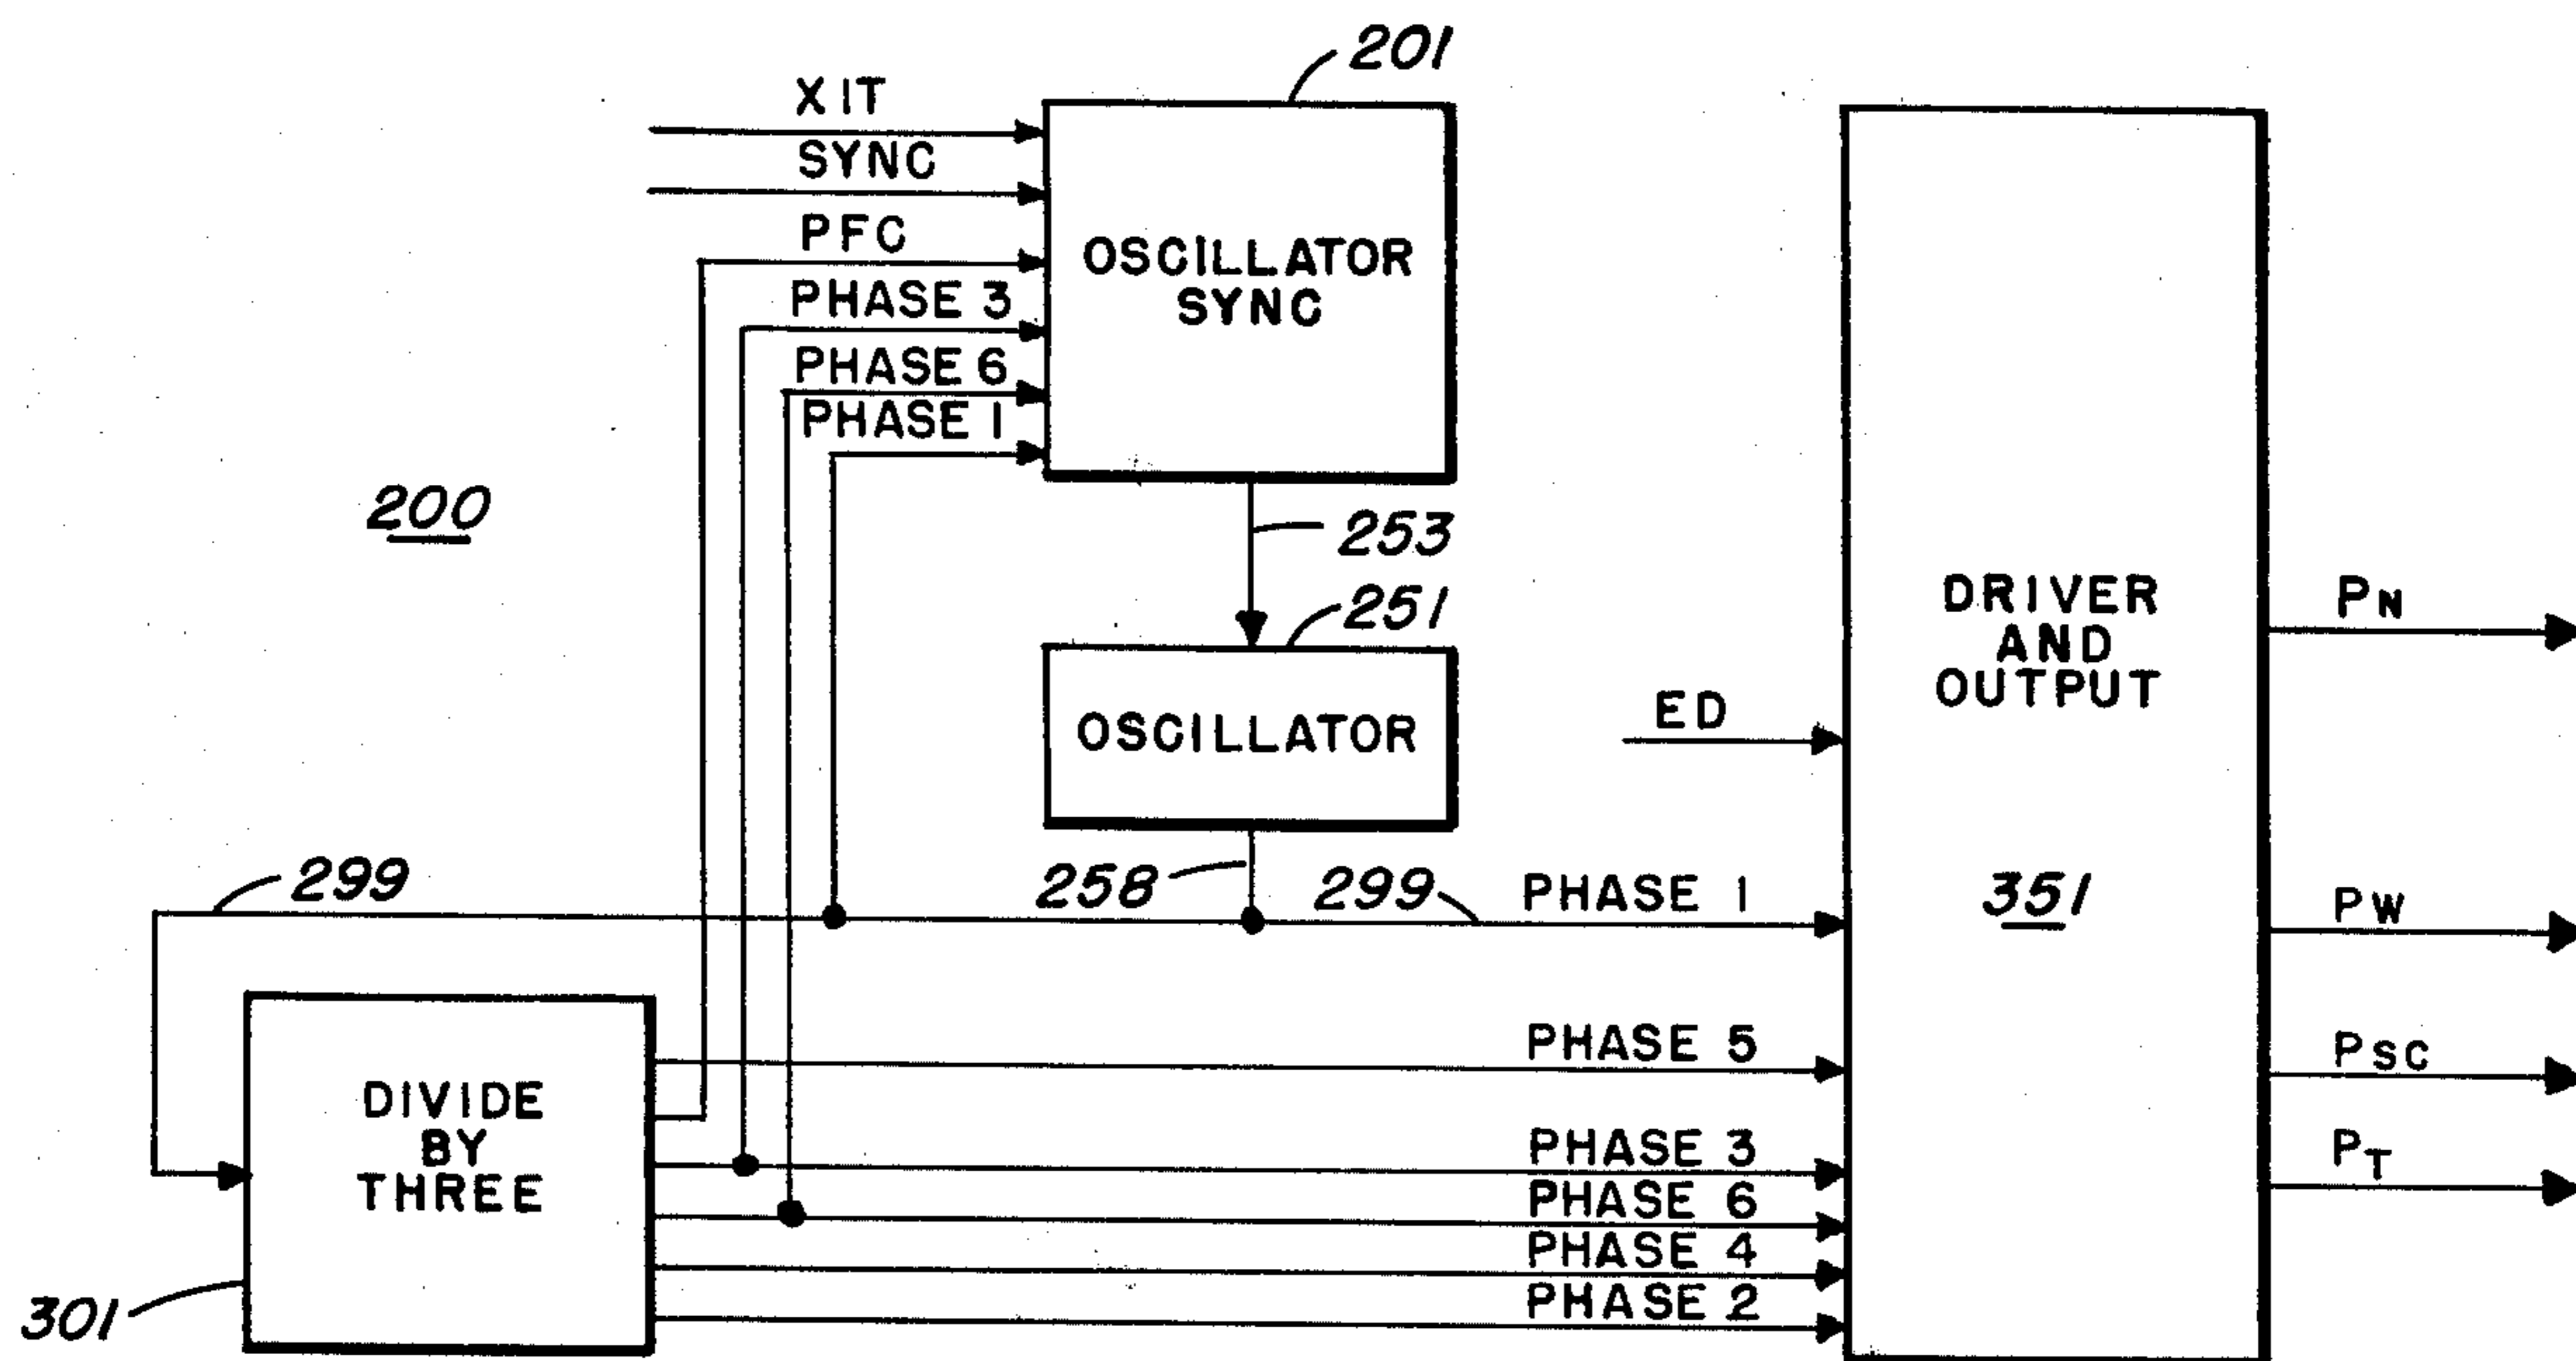 201
XIT
SYNC
PFC
PHASE 3
PHASE 6
PHASE 1
OSCILLATOR
SYNC
200
253
251
OSCILLATOR
DRIVER
AND
OUTPUT
351
ED
PN
PW
PSC
PT
299
258
299
PHASE 1
PHASE 5
PHASE 3
PHASE 6
PHASE 4
PHASE 2
DIVIDE
BY
THREE
301